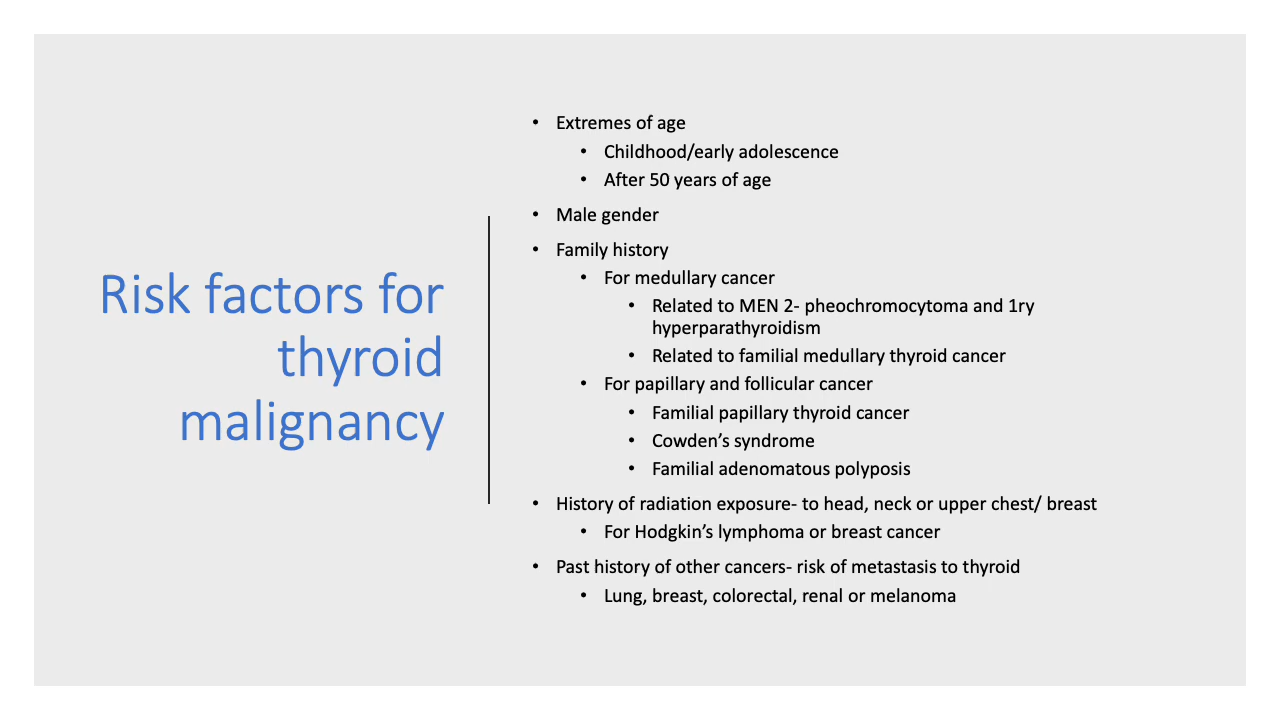 Risk factors for
thyroid
malignancy
• Extremes of age
• Childhood/early adolescence
• After 50 years of age
• Male gender
• Family history
• For medullary cancer
• Related to MEN 2- pheochromocytoma and 1ry
hyperparathyroidism
• Related to familial medullary thyroid cancer
• For papillary and follicular cancer
• Familial papillary thyroid cancer
• Cowden’s syndrome
• Familial adenomatous polyposis
• History of radiation exposure- to head, neck or upper chest/ breast
• For Hodgkin’s lymphoma or breast cancer
• Past history of other cancers- risk of metastasis to thyroid
• Lung, breast, colorectal, renal or melanoma